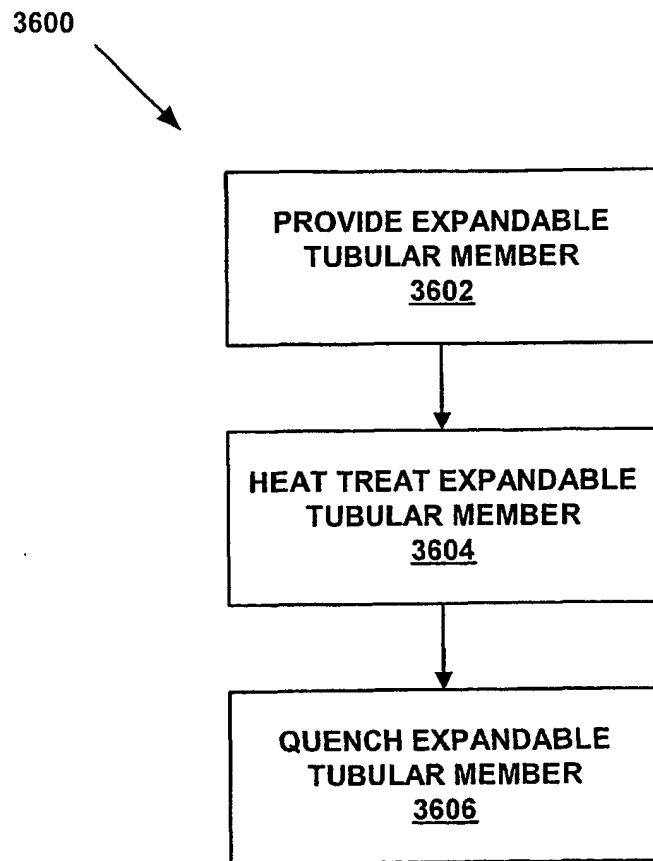 3600
PROVIDE EXPANDABLE
TUBULAR MEMBER
3602
HEAT TREAT EXPANDABLE
TUBULAR MEMBER
3604
QUENCH EXPANDABLE
TUBULAR MEMBER
3606